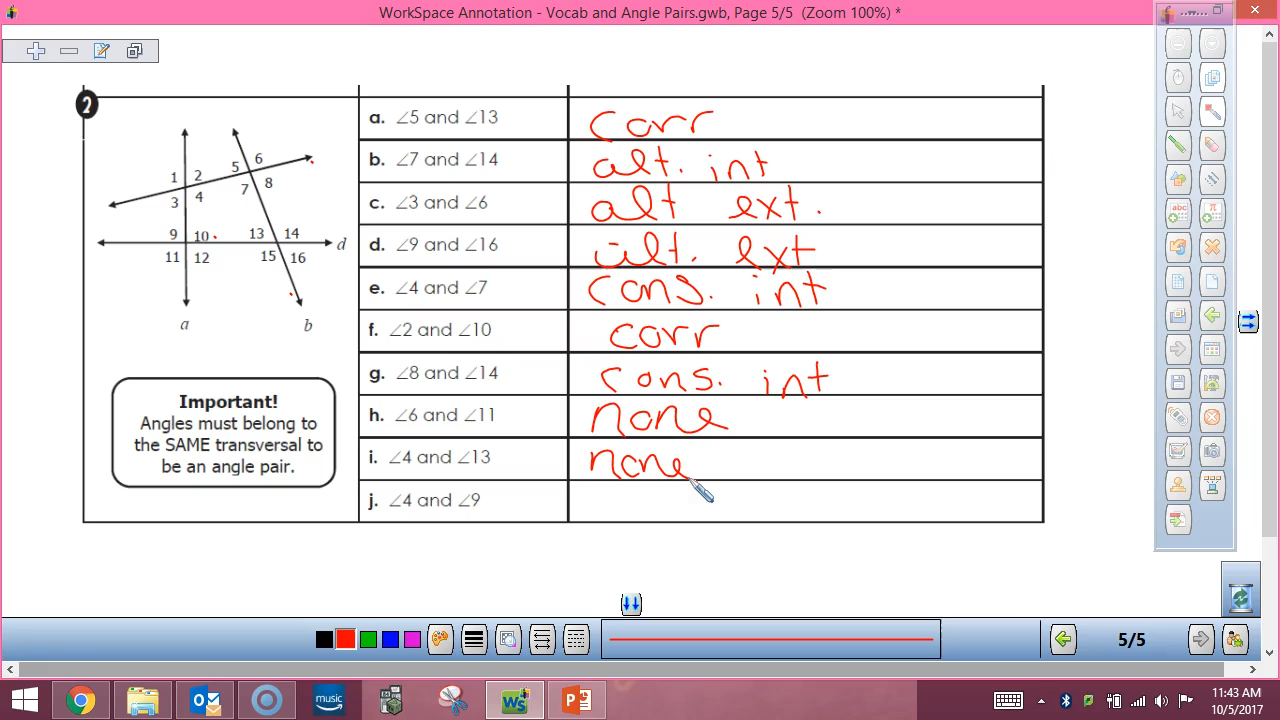 WorkSpace Annotation - Vocab and Angle Pairs.gwb, Page 5/5 (Zoom 100%) *
2
a. ∠5 and ∠13 corr
b. ∠7 and ∠14 alt. int
c. ∠3 and ∠6 alt ext.
d. ∠9 and ∠16 alt. ext
e. ∠4 and ∠7 cons. int
f. ∠2 and ∠10 corr
g. ∠8 and ∠14 cons. int
h. ∠6 and ∠11 none
i. ∠4 and ∠13 none
j. ∠4 and ∠9
5 6
1 2 7 8
3 4
9 10 13 14 d
11 12 15 16
a b
Important!
Angles must belong to
the SAME transversal to
be an angle pair.
abc
π
5/5
music
WS
P
11:43 AM
10/5/2017